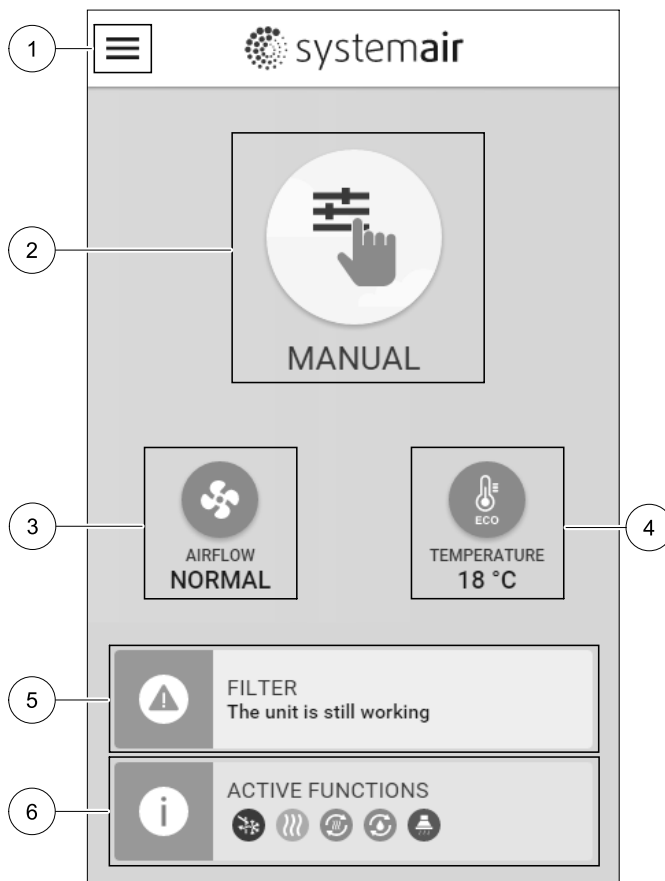 1
systemair
2
MANUAL
3
AIRFLOW
NORMAL
ECO
TEMPERATURE
18 °C
4
5
FILTER
The unit is still working
6
ACTIVE FUNCTIONS